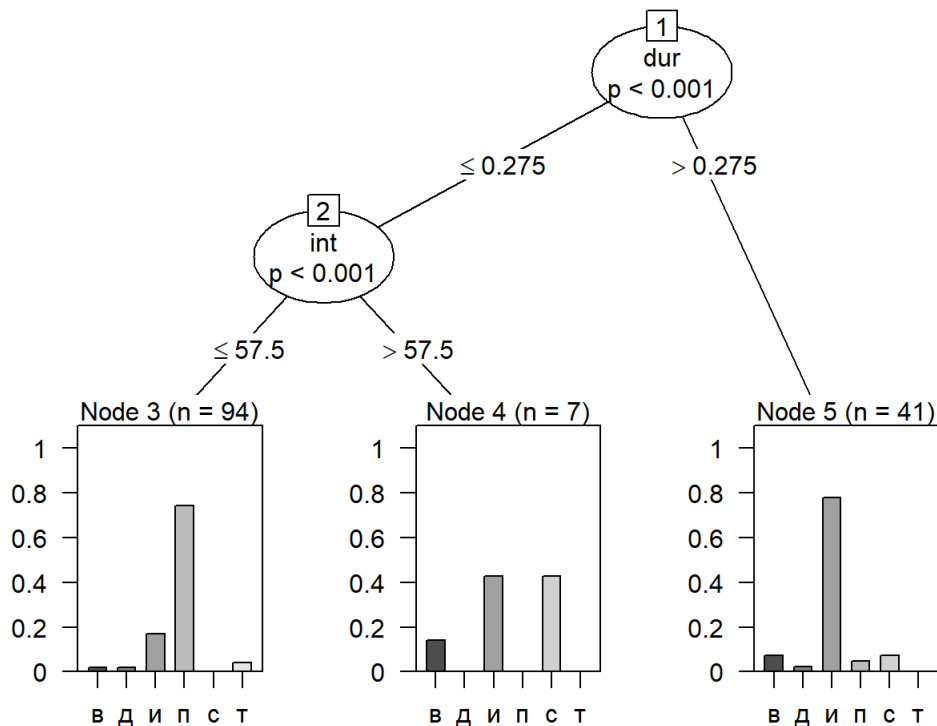 1
dur
p < 0.001
≤ 0.275
> 0.275
2
int
p < 0.001
≤ 57.5
> 57.5
Node 3 (n = 94)
1
0.8
0.6
0.4
0.2
0
в д и п с т
Node 4 (n = 7)
1
0.8
0.6
0.4
0.2
0
в д и п с т
Node 5 (n = 41)
1
0.8
0.6
0.4
0.2
0
в д и п с т